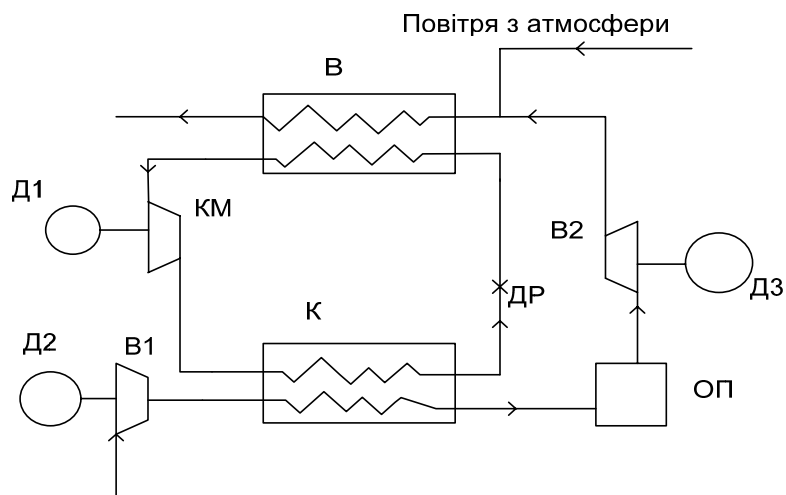 Повітря з атмосфери
В
Д1
КМ
В2
Д3
ДР
К
Д2
В1
ОП